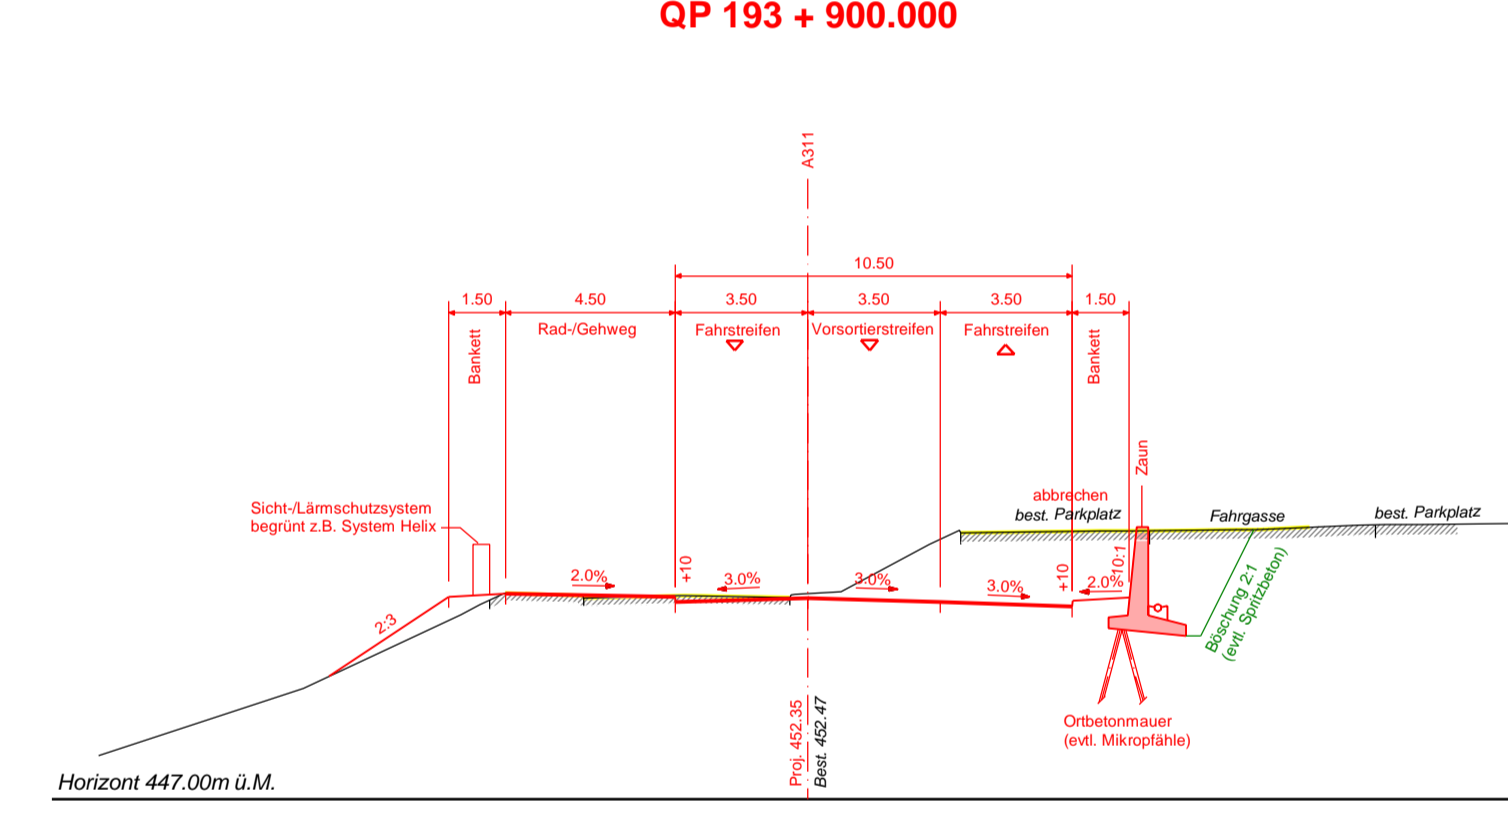 QP 193 + 900.000
A311
10.50
1.50
4.50
3.50
3.50
3.50
1.50
Bankett
Rad-/Gehweg
Fahrstreifen
Vorsortierstreifen
Fahrstreifen
Bankett
Zaun
Sicht-/Lärmschutzsystem
begrünt z.B. System Helix
abbrechen
best. Parkplatz
Fahrgasse
best. Parkplatz
2:3
2.0%
+10
3.0%
3.0%
3.0%
+10
2.0%
10:1
Böschung 2:1
(evtl. Spritzbeton)
Ortbetonmauer
(evtl. Mikropfähle)
Proj. 452.35
Best. 452.47
Horizont 447.00m ü.M.